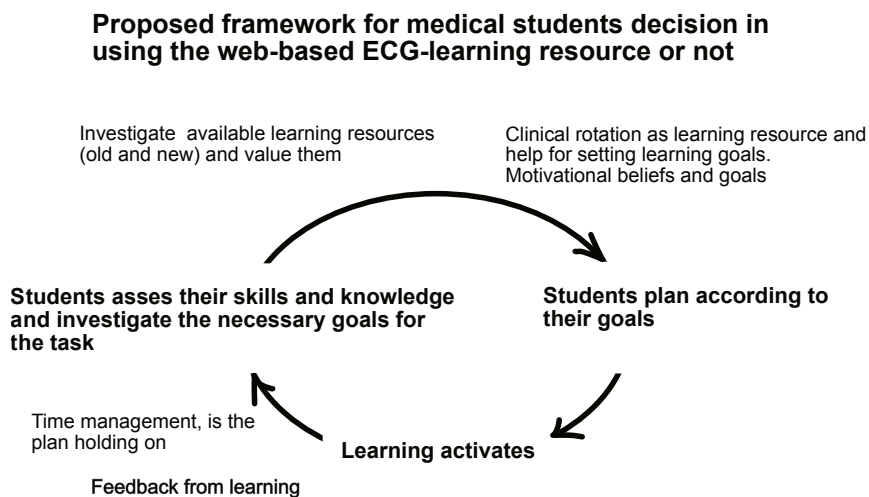 Proposed framework for medical students decision in
using the web-based ECG-learning resource or not
Investigate available learning resources
(old and new) and value them
Clinical rotation as learning resource and
help for setting learning goals.
Motivational beliefs and goals
Students asses their skills and knowledge
and investigate the necessary goals for
the task
Students plan according to
their goals
Time management, is the
plan holding on
Learning activates
Feedback from learning